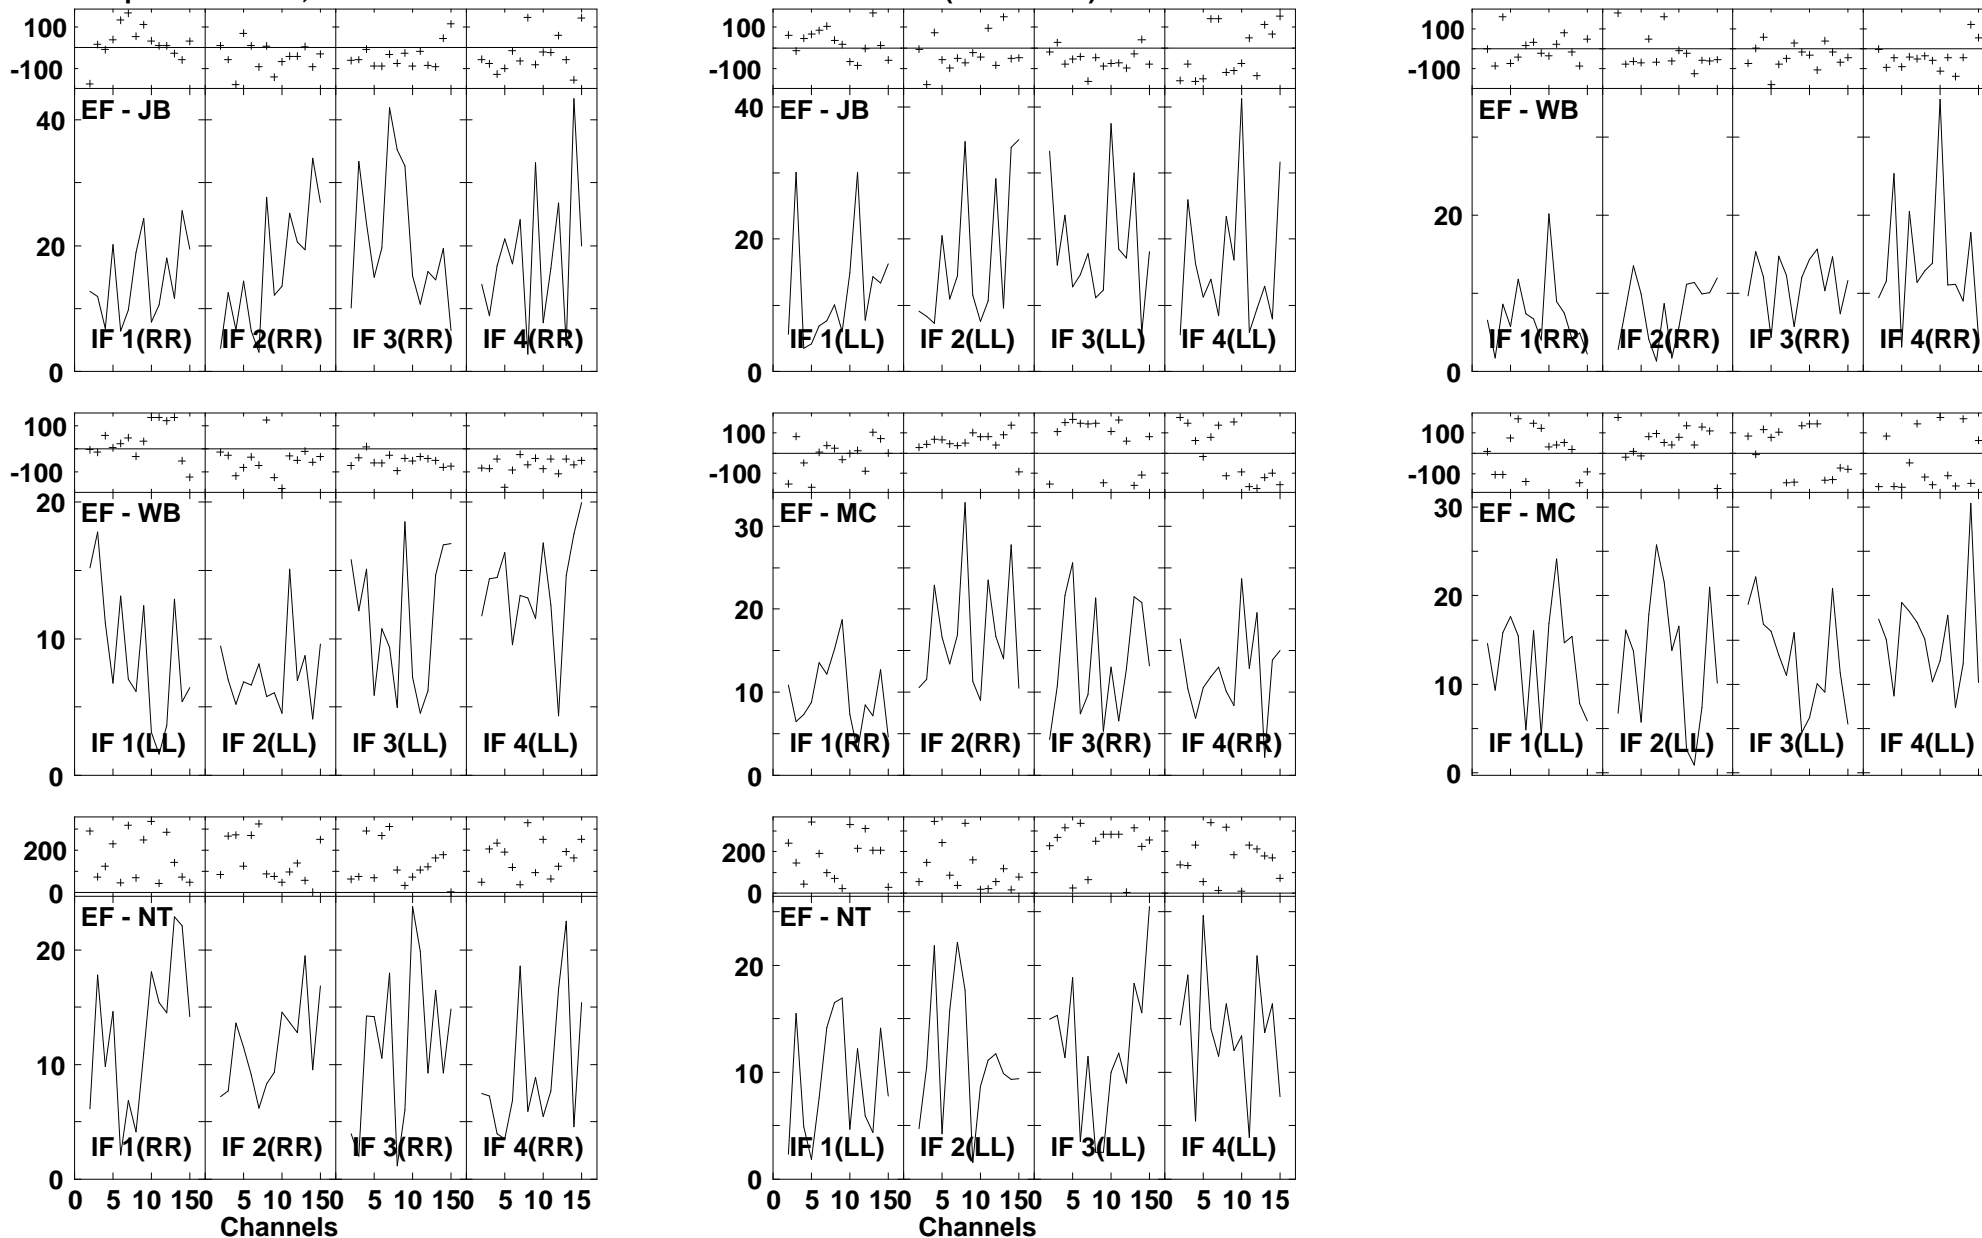 100
-100
EF - JB
40
20
0
IF 1(RR) IF 2(RR) IF 3(RR) IF 4(RR)
100
-100
EF - JB
40
20
0
IF 1(LL) IF 2(LL) IF 3(LL) IF 4(LL)
100
-100
EF - WB
20
0
IF 1(RR) IF 2(RR) IF 3(RR) IF 4(RR)
100
-100
EF - WB
20
10
0
IF 1(LL) IF 2(LL) IF 3(LL) IF 4(LL)
100
-100
EF - MC
30
20
10
0
IF 1(RR) IF 2(RR) IF 3(RR) IF 4(RR)
100
-100
EF - MC
30
20
10
0
IF 1(LL) IF 2(LL) IF 3(LL) IF 4(LL)
200
0
EF - NT
20
10
0
IF 1(RR) IF 2(RR) IF 3(RR) IF 4(RR)
0 5 10 150 5 10 150 5 10 150 5 10 15
Channels
200
0
EF - NT
20
10
0
IF 1(LL) IF 2(LL) IF 3(LL) IF 4(LL)
0 5 10 150 5 10 150 5 10 150 5 10 15
Channels